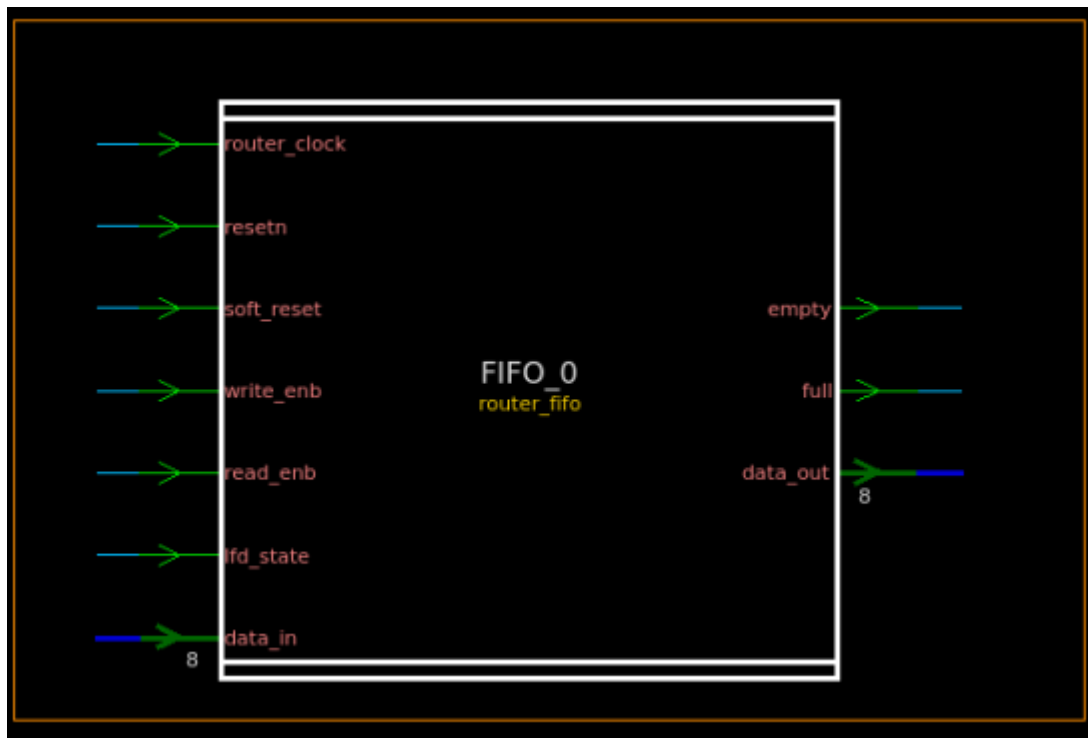 router_clock
resetn
soft_reset
empty
FIFO_0
write_enb
full
router_fifo
read_enb
data_out
8
lfd_state
data_in
8